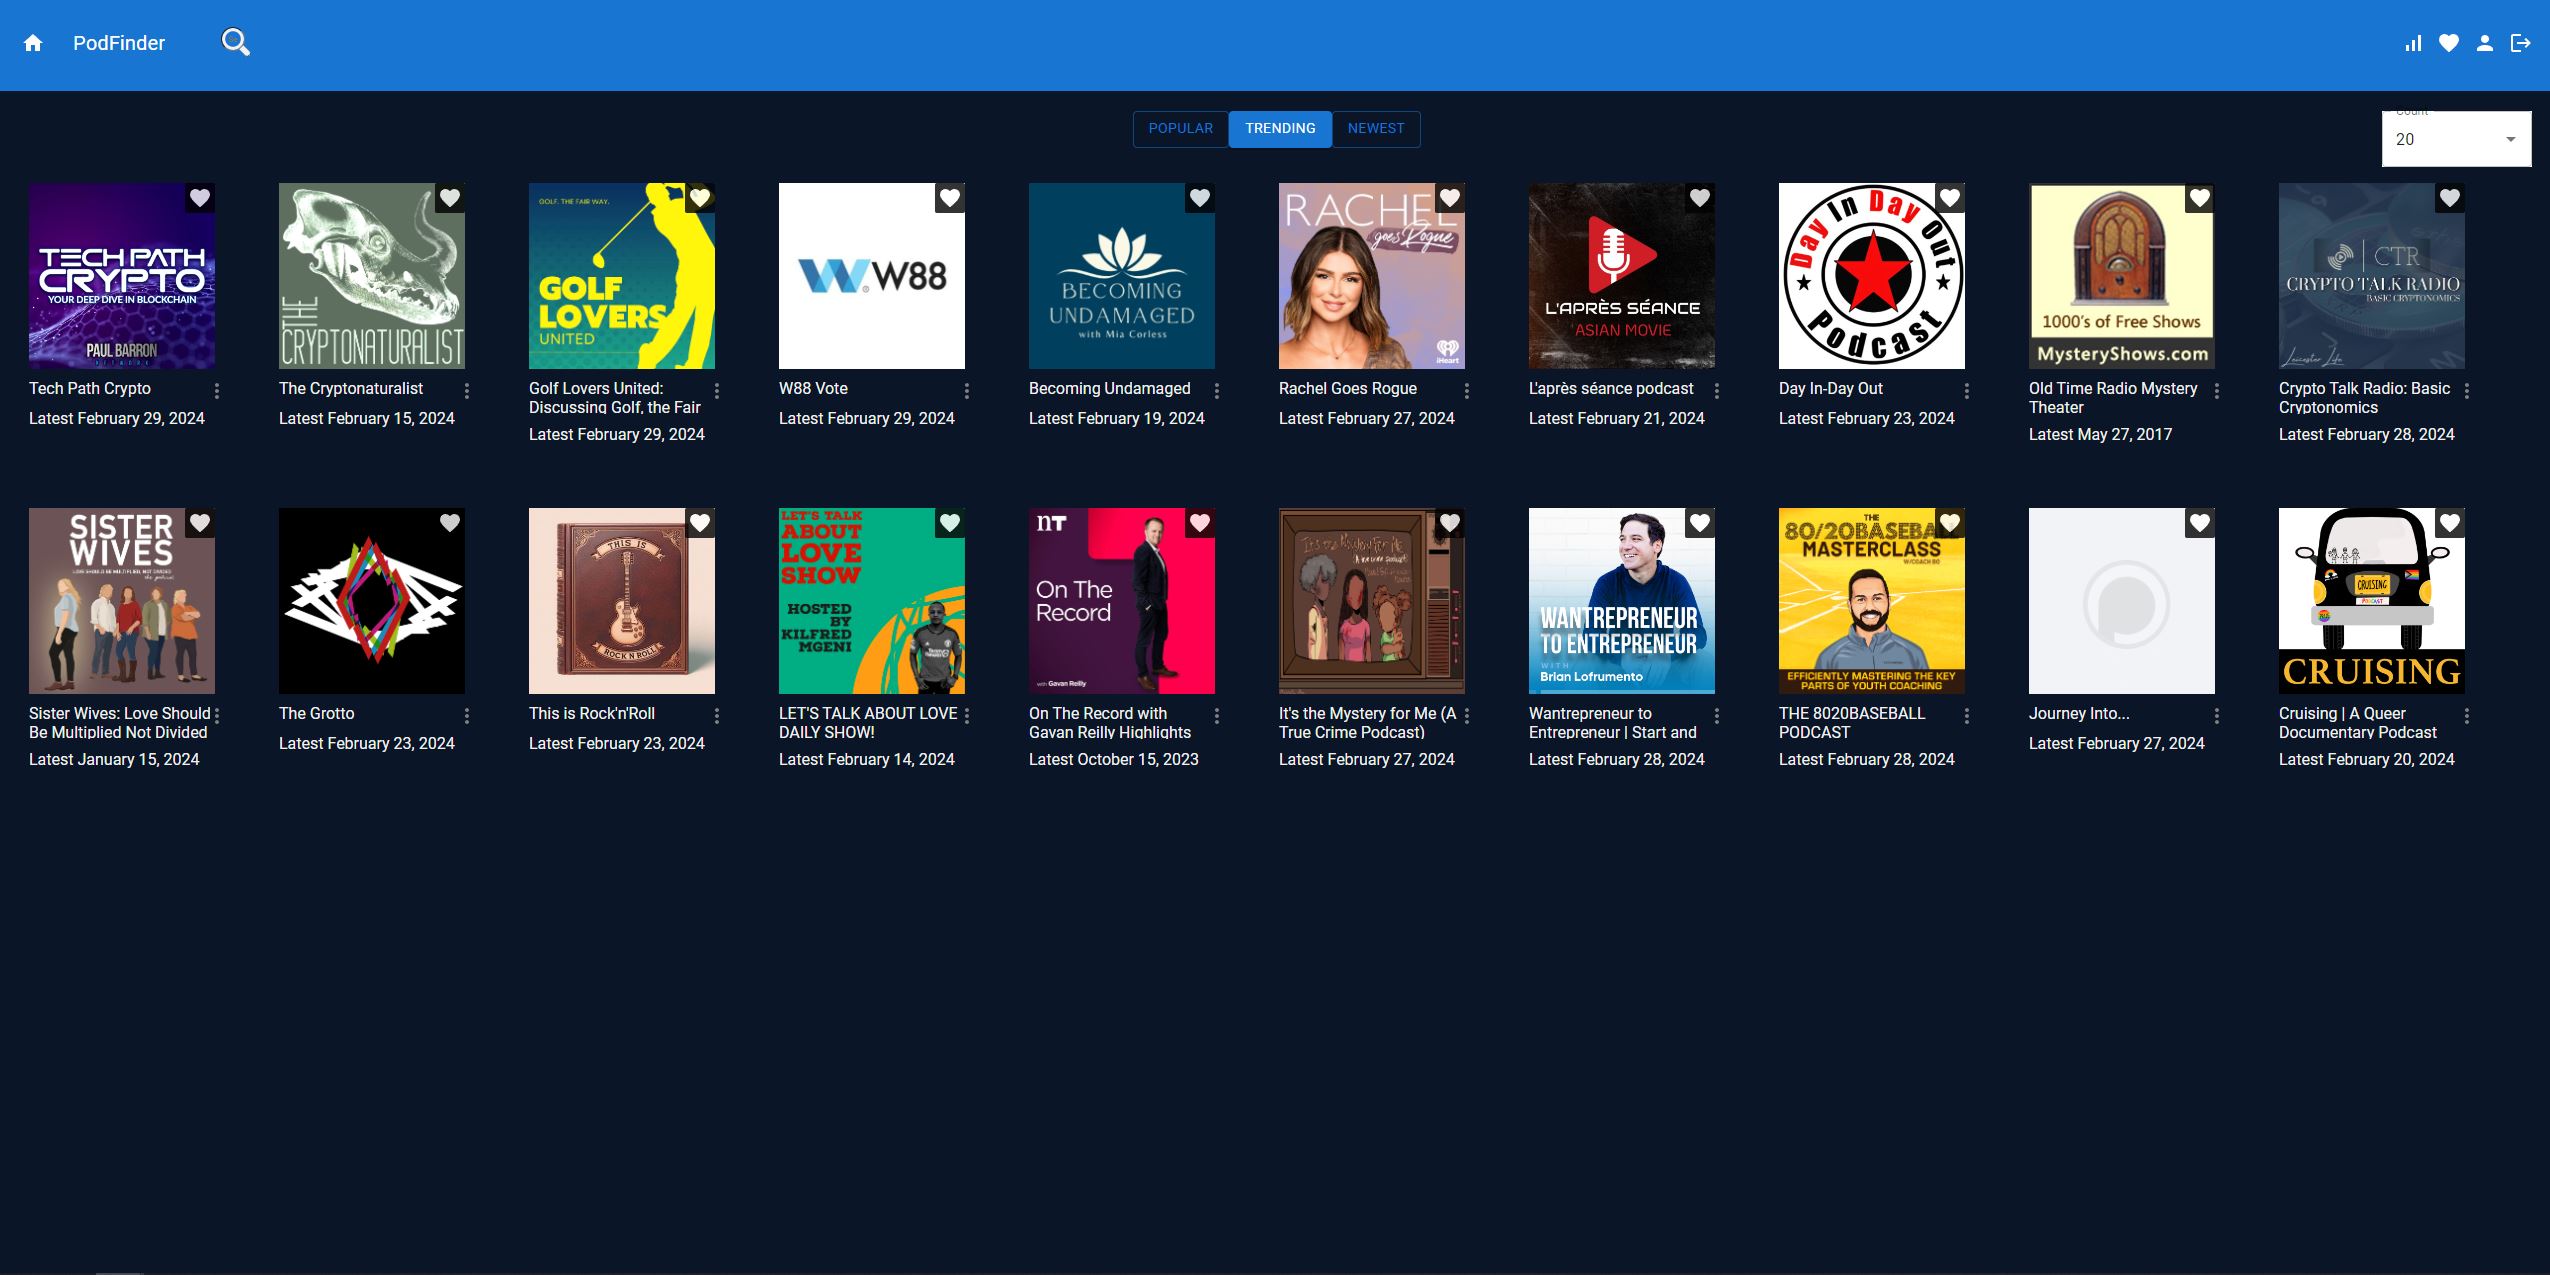 PodFinder
POPULAR
TRENDING
NEWEST
Count
20
TECH PATH
CRYPTO
YOUR DEEP DIVE IN BLOCKCHAIN
PAUL BARRON
NETWORK
Tech Path Crypto
Latest February 29, 2024
THE
CRYPTONATURALIST
The Cryptonaturalist
Latest February 15, 2024
GOLF. THE FAIR WAY.
GOLF
LOVERS
UNITED
Golf Lovers United:
Discussing Golf, the Fair
Latest February 29, 2024
W88
W88 Vote
Latest February 29, 2024
BECOMING
UNDAMAGED
with Mia Corless
Becoming Undamaged
Latest February 19, 2024
RACHEL
goes Rogue
iHeart
Rachel Goes Rogue
Latest February 27, 2024
L'APRÈS SÉANCE
ASIAN MOVIE
L'après séance podcast
Latest February 21, 2024
Day In Day Out
Podcast
Day In-Day Out
Latest February 23, 2024
1000's of Free Shows
MysteryShows.com
Old Time Radio Mystery
Theater
Latest May 27, 2017
CTR
CRYPTO TALK RADIO
BASIC CRYPTONOMICS
Leicester Life
Crypto Talk Radio: Basic
Cryptonomics
Latest February 28, 2024
SISTER
WIVES
LOVE SHOULD BE MULTIPLIED, NOT DIVIDED
the podcast
Sister Wives: Love Should
Be Multiplied Not Divided
Latest January 15, 2024
The Grotto
Latest February 23, 2024
THIS IS
ROCK N ROLL
This is Rock'n'Roll
Latest February 23, 2024
LET'S TALK
ABOUT
LOVE
SHOW
HOSTED
BY
KILFRED
MGENI
LET'S TALK ABOUT LOVE
DAILY SHOW!
Latest February 14, 2024
nT
On The
Record
with Gavan Reilly
On The Record with
Gavan Reilly Highlights
Latest October 15, 2023
It's the Mystery For Me
It's the Mystery for Me (A
True Crime Podcast)
Latest February 27, 2024
WANTREPRENEUR
TO ENTREPRENEUR
WITH
Brian Lofrumento
Wantrepreneur to
Entrepreneur | Start and
Latest February 28, 2024
THE
80/20BASEBALL
MASTERCLASS
W/COACH BO
EFFICIENTLY MASTERING THE KEY
PARTS OF YOUTH COACHING
THE 8020BASEBALL
PODCAST
Latest February 28, 2024
Journey Into...
Latest February 27, 2024
CRUISING
PODCAST
CRUISING
Cruising | A Queer
Documentary Podcast
Latest February 20, 2024